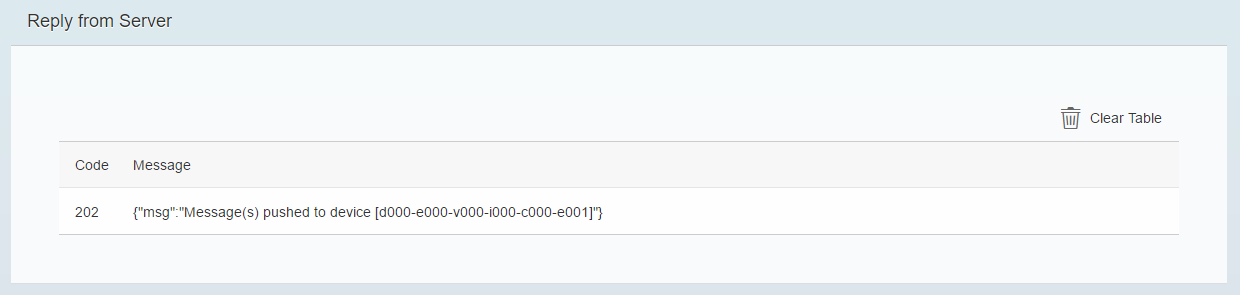 Reply from Server
Clear Table
Code Message
202 {"msg":"Message(s) pushed to device [d000-e000-v000-i000-c000-e001]"}